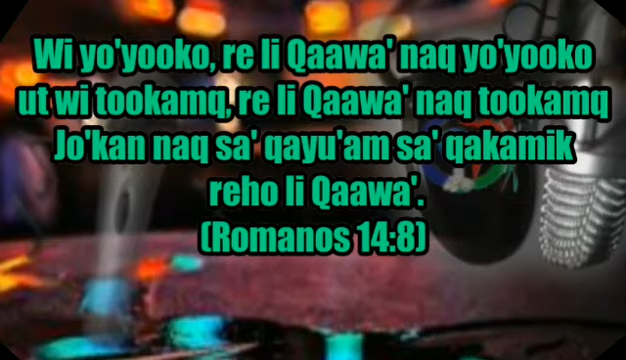 Wi yo'yooko, re li Qaawa' naq yo'yooko
ut wi tookamq, re li Qaawa' naq tookamq
Jo'kan naq sa' qayu'am sa' qakamik
reho li Qaawa'.
(Romanos 14:8)